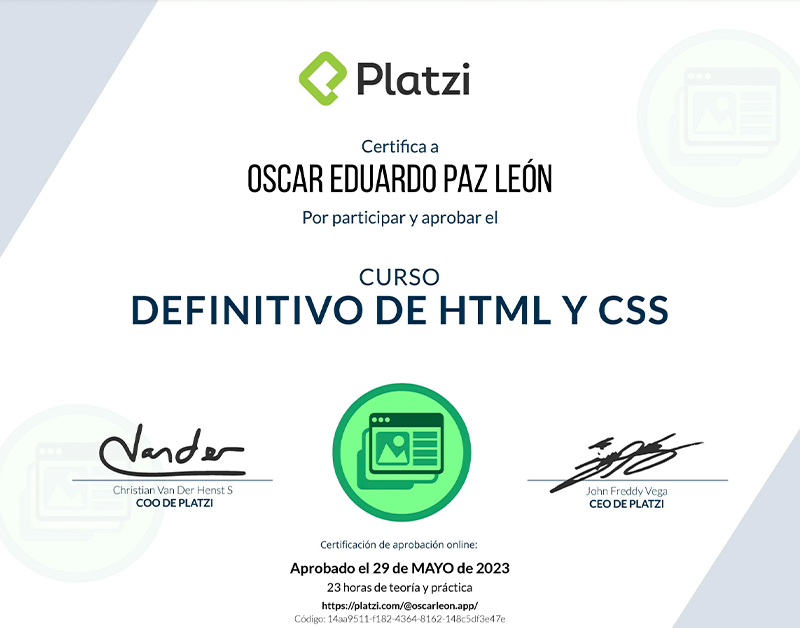 Platzi
Certifica a
OSCAR EDUARDO PAZ LEÓN
Por participar y aprobar el
CURSO
DEFINITIVO DE HTML Y CSS
Vander
Christian Van Der Henst S
COO DE PLATZI
John Freddy Vega
CEO DE PLATZI
Certificación de aprobación online:
Aprobado el 29 de MAYO de 2023
23 horas de teoría y práctica
https://platzi.com/@oscarleon.app/
Código: 14aa9511-f182-4364-8162-148c5df3e47e